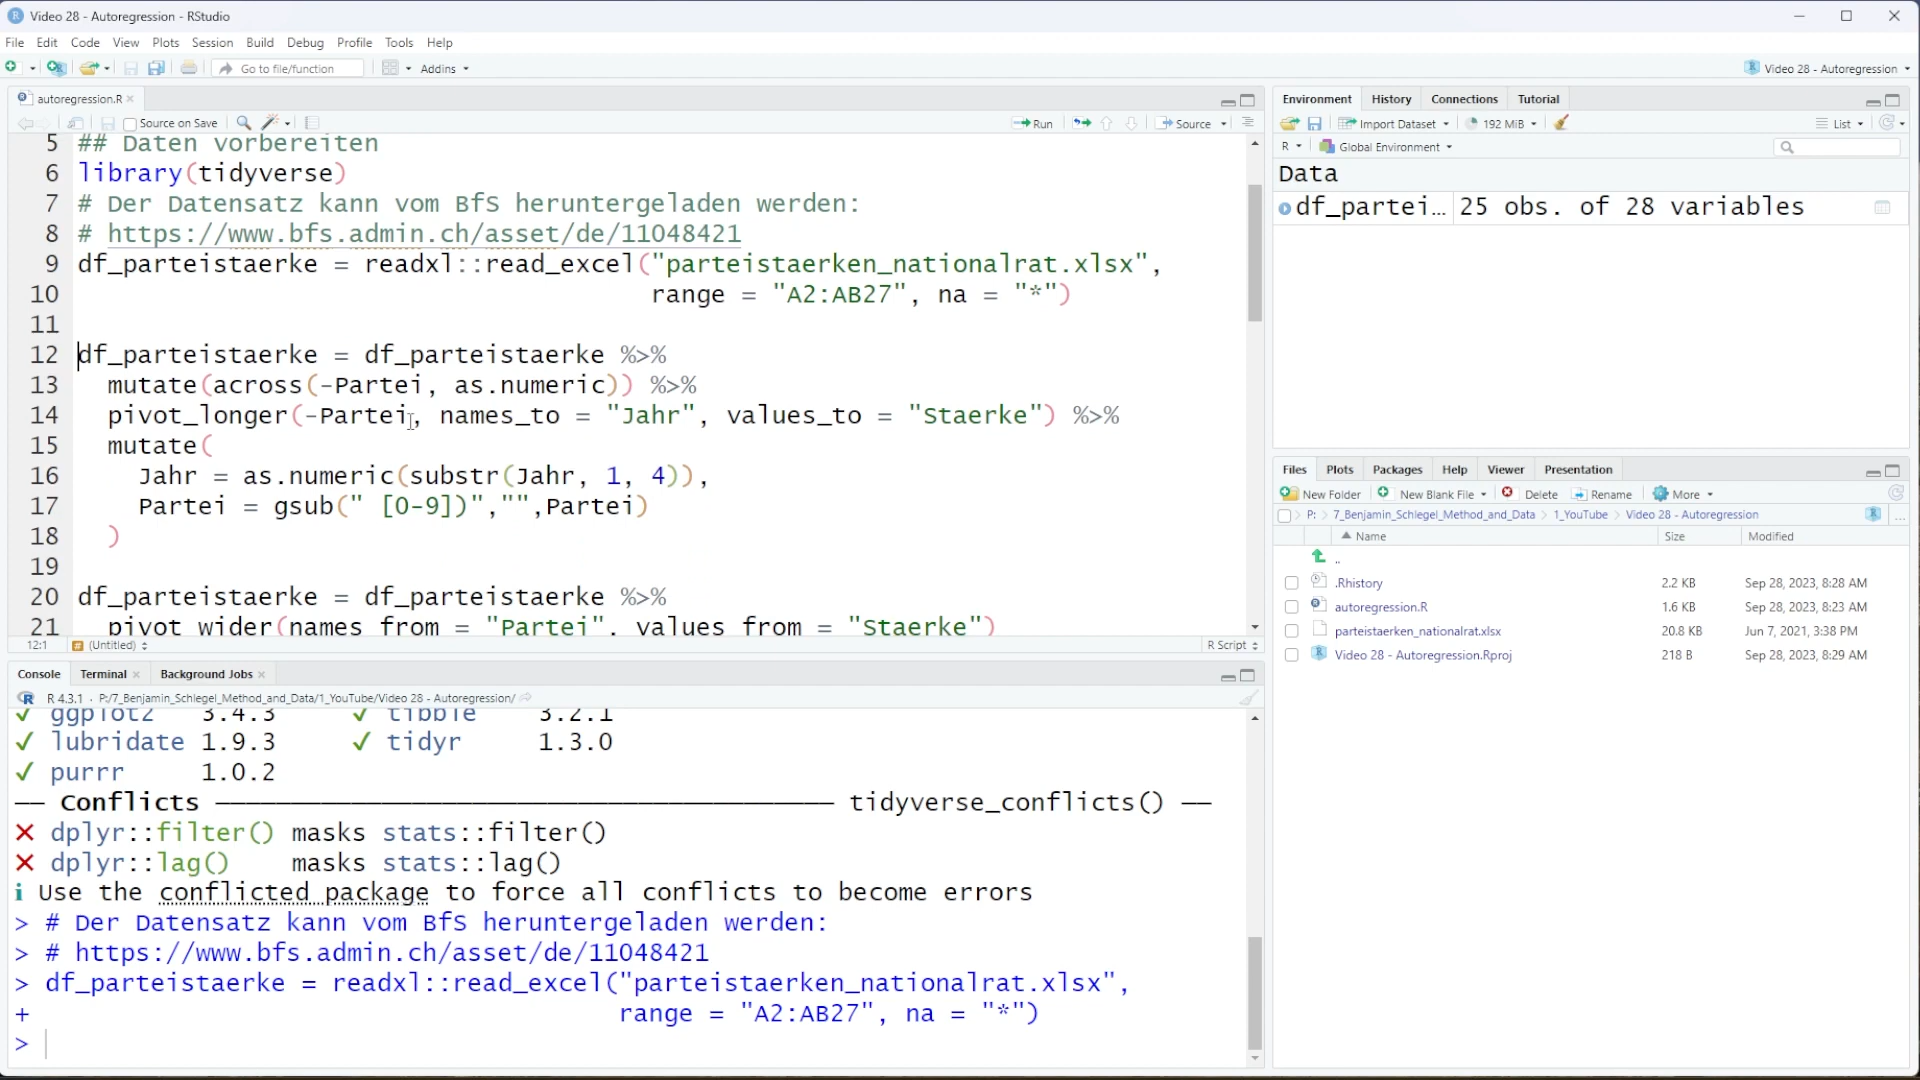 Video 28 - Autoregression - RStudio
File Edit Code View Plots Session Build Debug Profile Tools Help
Go to file/function Addins Video 28 - Autoregression
autoregression.R
Source on Save Run Source
5 ## Daten vorbereiten
6 library(tidyverse)
7 # Der Datensatz kann vom BfS heruntergeladen werden:
8 # https://www.bfs.admin.ch/asset/de/11048421
9 df_parteistaerke = readxl::read_excel("parteistaerken_nationalrat.xlsx",
10 range = "A2:AB27", na = "*")
11
12 df_parteistaerke = df_parteistaerke %>%
13 mutate(across(-Partei, as.numeric)) %>%
14 pivot_longer(-Partei, names_to = "Jahr", values_to = "Staerke") %>%
15 mutate(
16 Jahr = as.numeric(substr(Jahr, 1, 4)),
17 Partei = gsub(" [0-9])","",Partei)
18 )
19
20 df_parteistaerke = df_parteistaerke %>%
21 pivot_wider(names_from = "Partei", values_from = "Staerke")
12:1 (Untitled) R Script
Console Terminal Background Jobs
R 4.3.1 · P:/7_Benjamin_Schlegel_Method_and_Data/1_YouTube/Video 28 - Autoregression/
✓ ggplot2 3.4.3 ✓ tibble 3.2.1
✓ lubridate 1.9.3 ✓ tidyr 1.3.0
✓ purrr 1.0.2
── Conflicts ── tidyverse_conflicts() ──
✕ dplyr::filter() masks stats::filter()
✕ dplyr::lag() masks stats::lag()
ℹ Use the conflicted package to force all conflicts to become errors
> # Der Datensatz kann vom BfS heruntergeladen werden:
> # https://www.bfs.admin.ch/asset/de/11048421
> df_parteistaerke = readxl::read_excel("parteistaerken_nationalrat.xlsx",
+ range = "A2:AB27", na = "*")
>
Environment History Connections Tutorial
Import Dataset 192 MiB List
R Global Environment
Data
df_partei… 25 obs. of 28 variables
Files Plots Packages Help Viewer Presentation
New Folder New Blank File Delete Rename More
P: 7_Benjamin_Schlegel_Method_and_Data 1_YouTube Video 28 - Autoregression ...
Name Size Modified
..
.Rhistory 2.2 KB Sep 28, 2023, 8:28 AM
autoregression.R 1.6 KB Sep 28, 2023, 8:23 AM
parteistaerken_nationalrat.xlsx 20.8 KB Jun 7, 2021, 3:38 PM
Video 28 - Autoregression.Rproj 218 B Sep 28, 2023, 8:29 AM